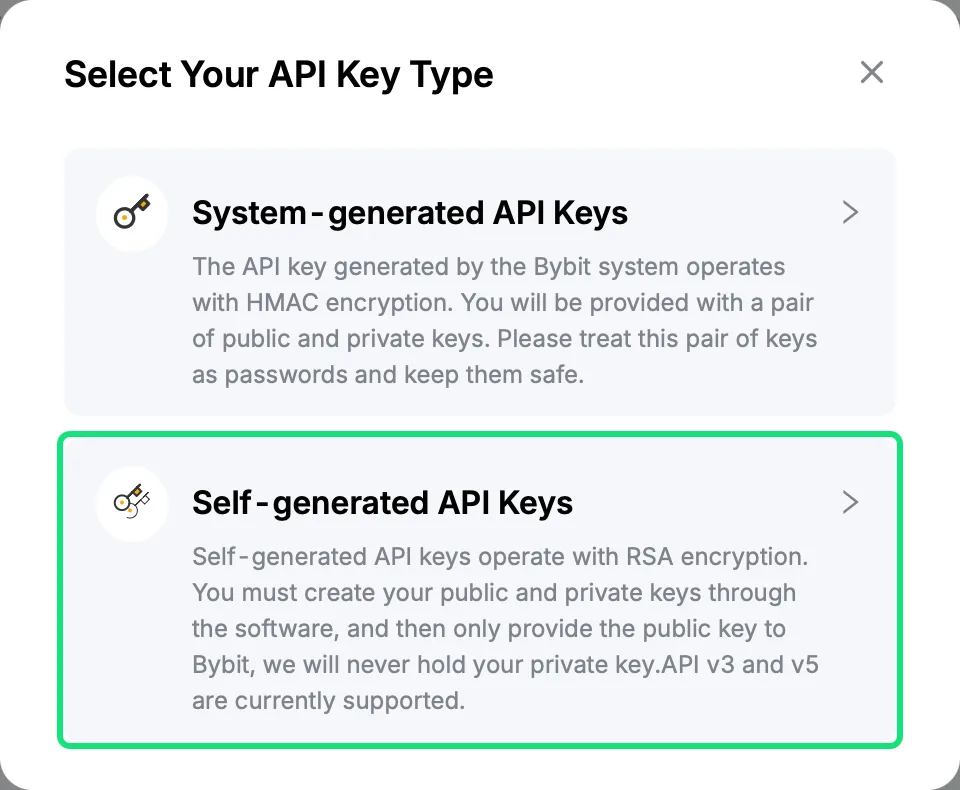 Select Your API Key Type
System-generated API Keys
The API key generated by the Bybit system operates
with HMAC encryption. You will be provided with a pair
of public and private keys. Please treat this pair of keys
as passwords and keep them safe.
Self-generated API Keys
Self-generated API keys operate with RSA encryption.
You must create your public and private keys through
the software, and then only provide the public key to
Bybit, we will never hold your private key.API v3 and v5
are currently supported.